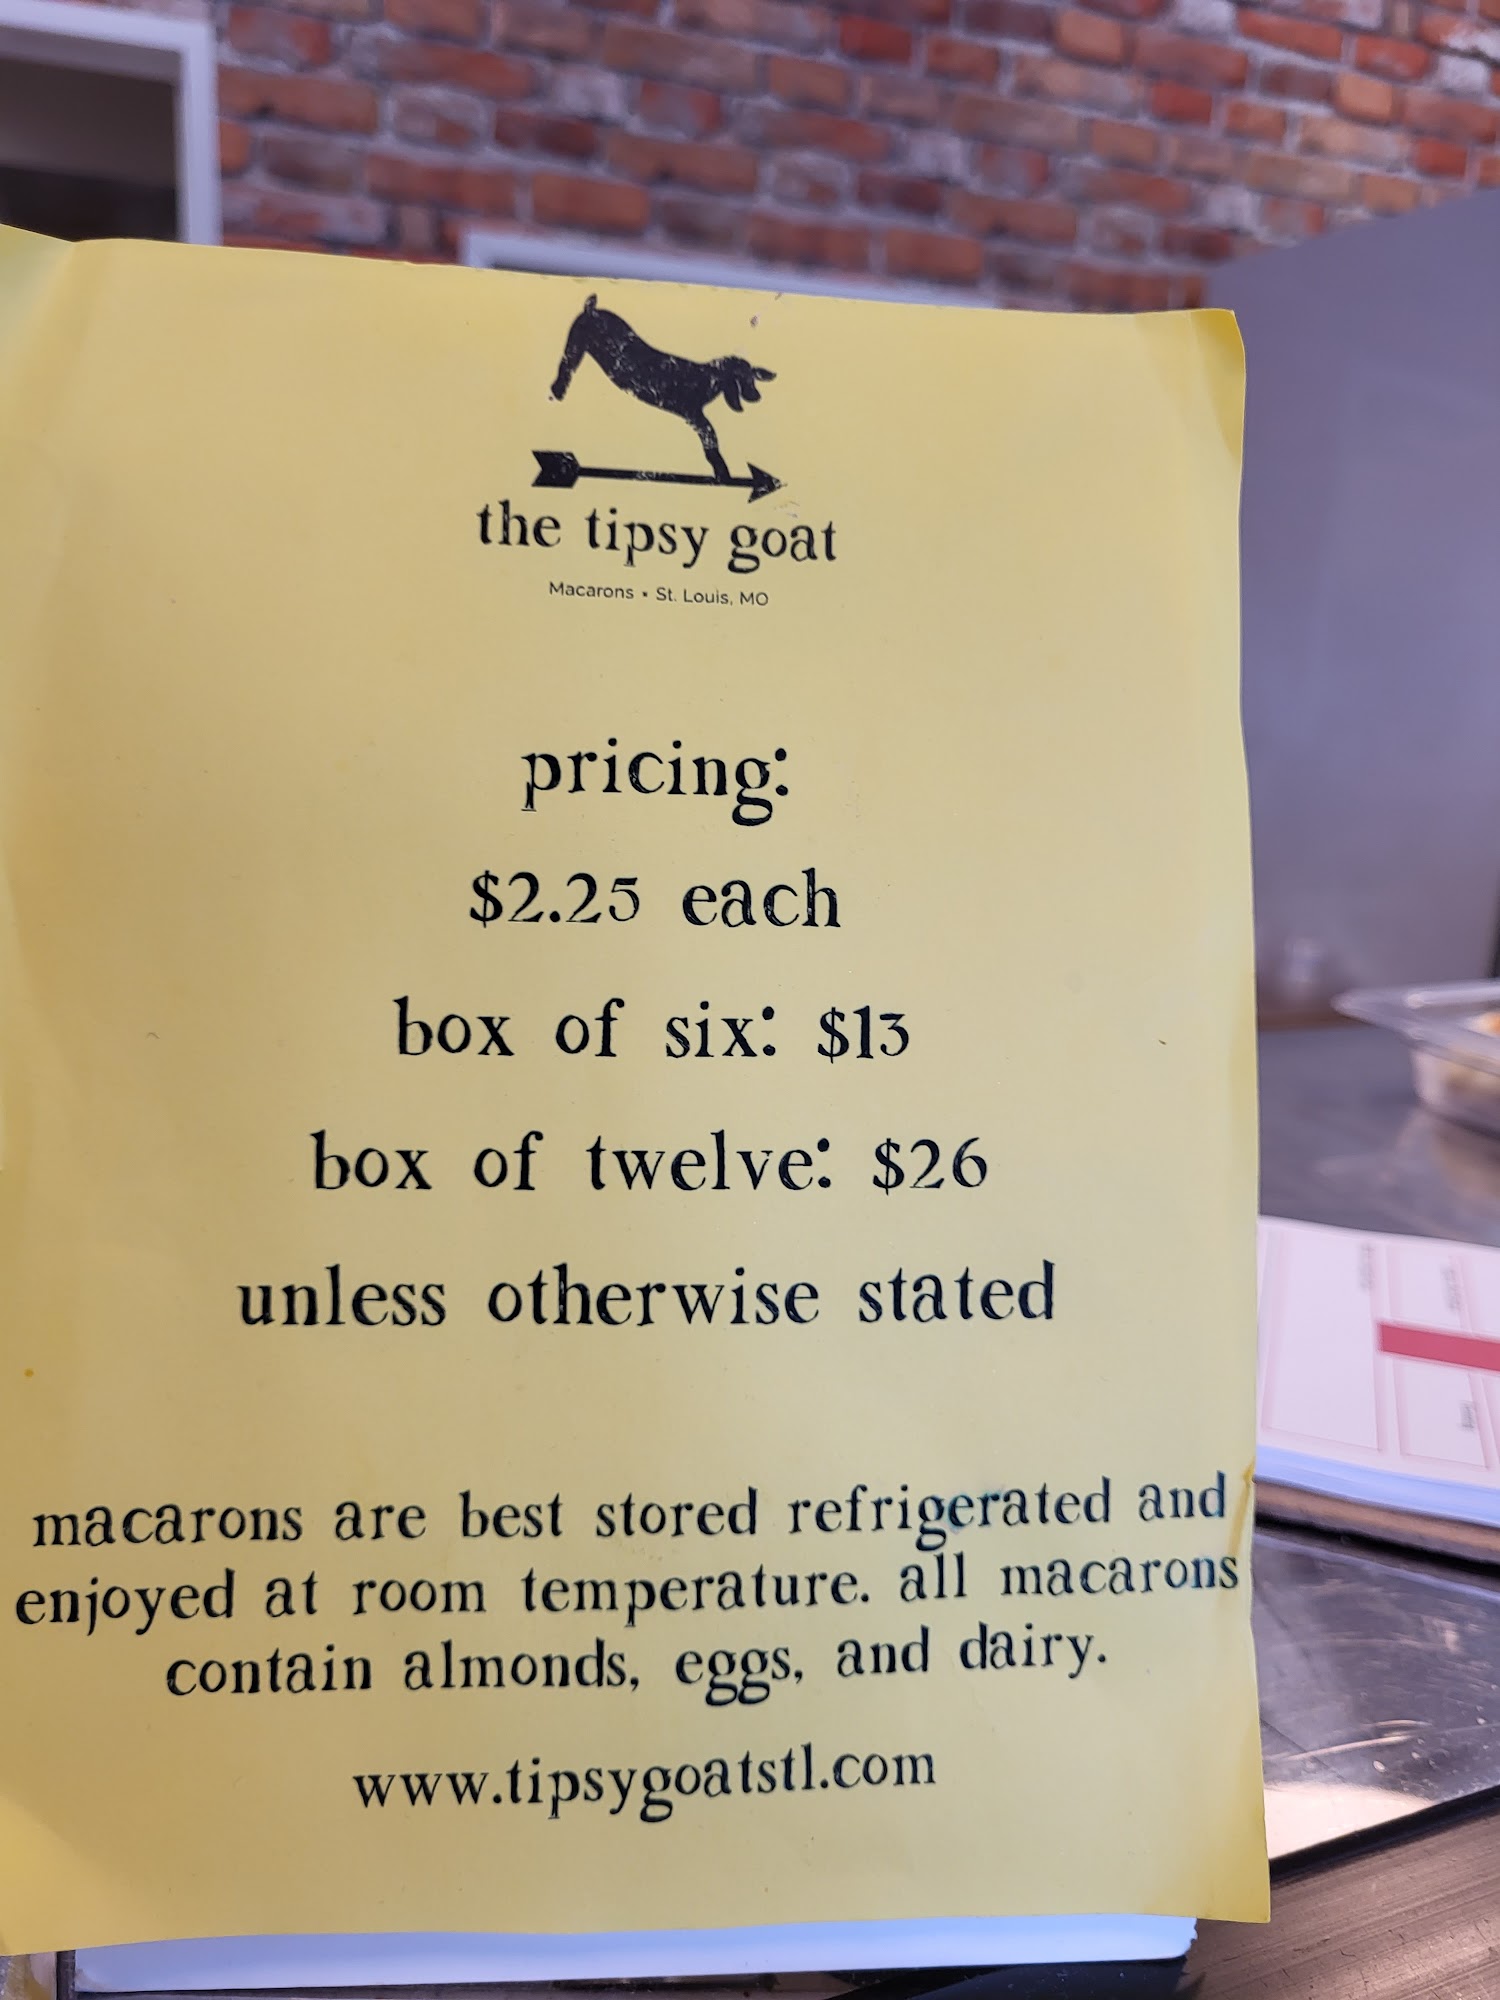 the tipsy goat
Macarons • St. Louis, MO
pricing:
$2.25 each
box of six: $13
box of twelve: $26
unless otherwise stated
macarons are best stored refrigerated and
enjoyed at room temperature. all macarons
contain almonds, eggs, and dairy.
www.tipsygoatstl.com